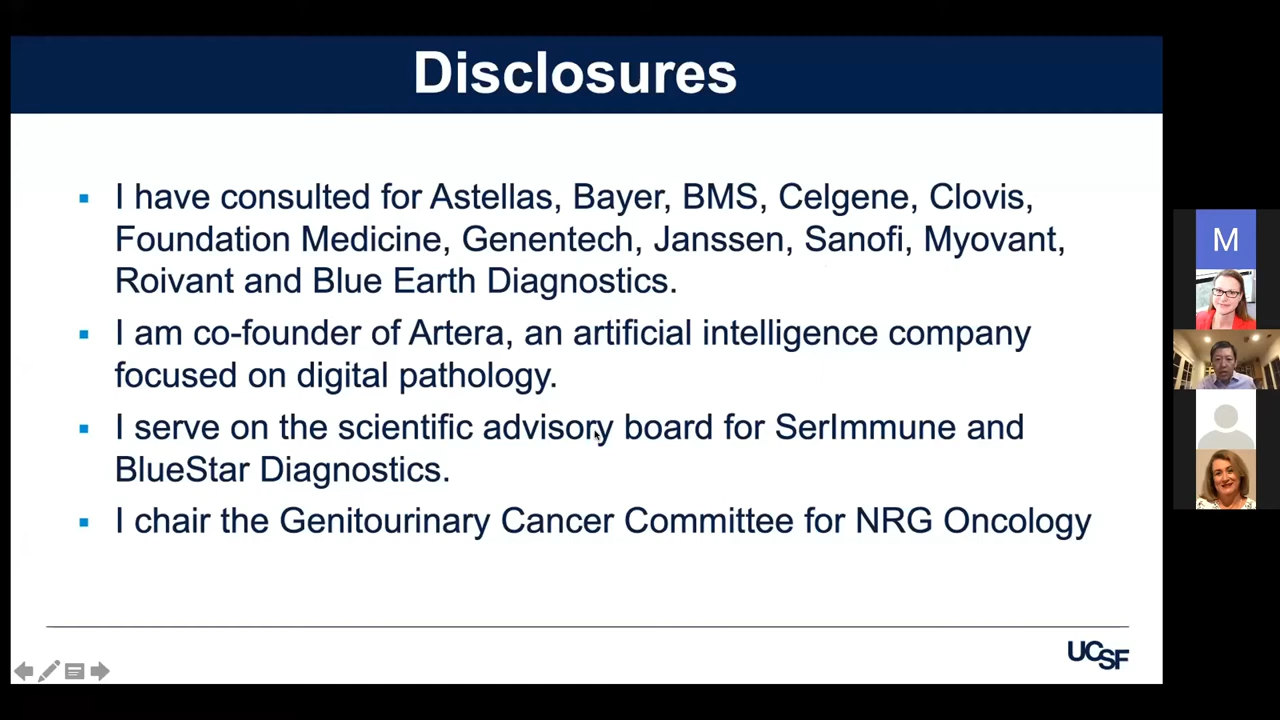 Disclosures
I have consulted for Astellas, Bayer, BMS, Celgene, Clovis,
Foundation Medicine, Genentech, Janssen, Sanofi, Myovant,
Roivant and Blue Earth Diagnostics.
I am co-founder of Artera, an artificial intelligence company
focused on digital pathology.
I serve on the scientific advisory board for SerImmune and
BlueStar Diagnostics.
I chair the Genitourinary Cancer Committee for NRG Oncology
UCSF
M